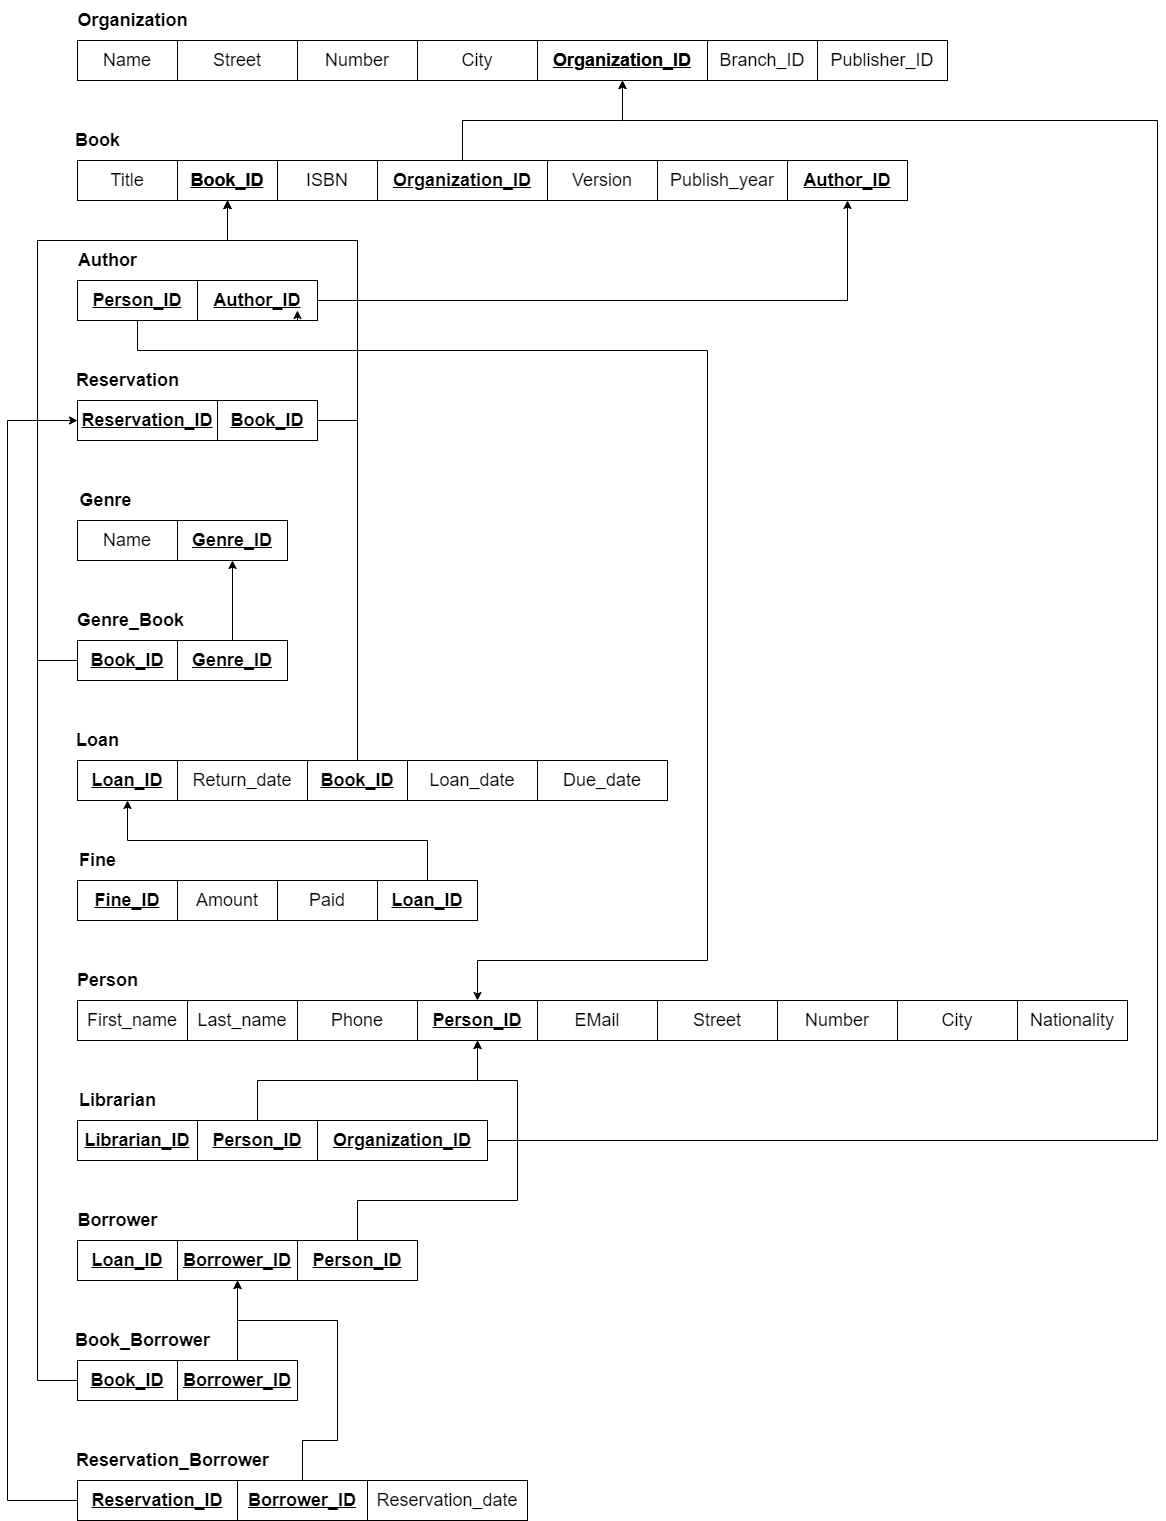 Organization
Name Street Number City Organization_ID Branch_ID Publisher_ID
Book
Title Book_ID ISBN Organization_ID Version Publish_year Author_ID
Author
Person_ID Author_ID
Reservation
Reservation_ID Book_ID
Genre
Name Genre_ID
Genre_Book
Book_ID Genre_ID
Loan
Loan_ID Return_date Book_ID Loan_date Due_date
Fine
Fine_ID Amount Paid Loan_ID
Person
First_name Last_name Phone Person_ID EMail Street Number City Nationality
Librarian
Librarian_ID Person_ID Organization_ID
Borrower
Loan_ID Borrower_ID Person_ID
Book_Borrower
Book_ID Borrower_ID
Reservation_Borrower
Reservation_ID Borrower_ID Reservation_date